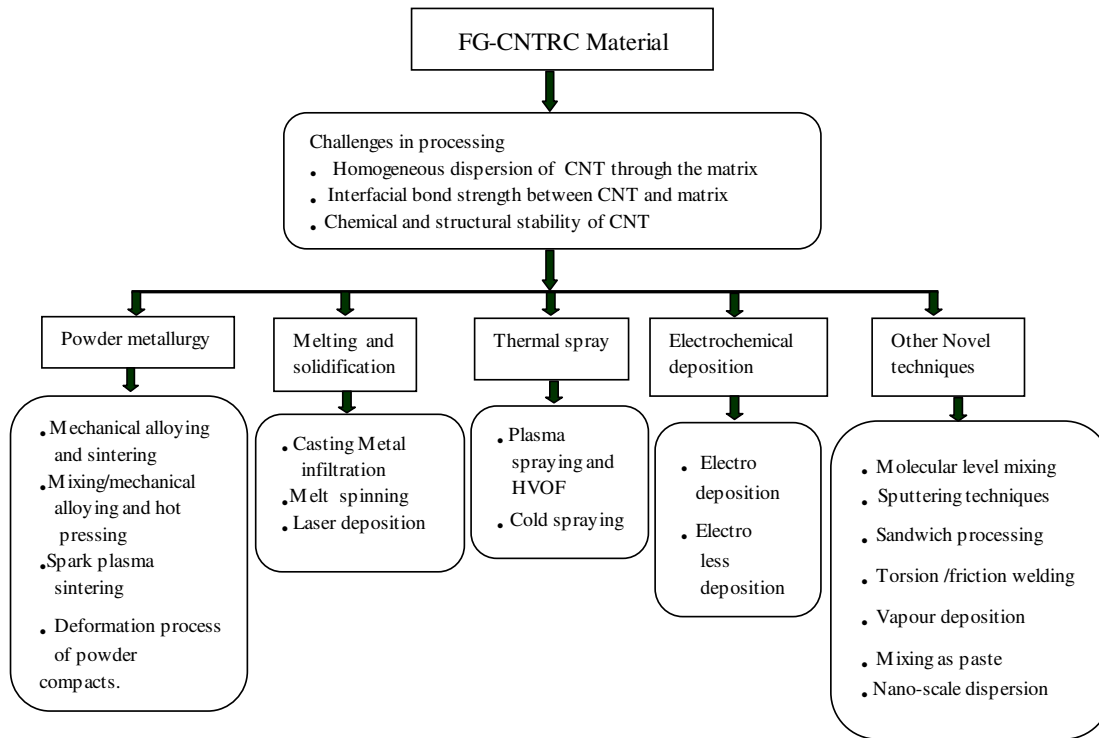 FG-CNTRC Material
Challenges in processing
• Homogeneous dispersion of CNT through the matrix
• Interfacial bond strength between CNT and matrix
• Chemical and structural stability of CNT
Powder metallurgy
•Mechanical alloying
and sintering
•Mixing/mechanical
alloying and hot
pressing
•Spark plasma
sintering
• Deformation process
of powder
compacts.
Melting and
solidification
• Casting Metal
infiltration
•Melt spinning
• Laser deposition
Thermal spray
• Plasma
spraying and
HVOF
• Cold spraying
Electrochemical
deposition
• Electro
deposition
• Electro
less
deposition
Other Novel
techniques
• Molecular level mixing
• Sputtering techniques
• Sandwich processing
• Torsion /friction welding
• Vapour deposition
• Mixing as paste
• Nano-scale dispersion